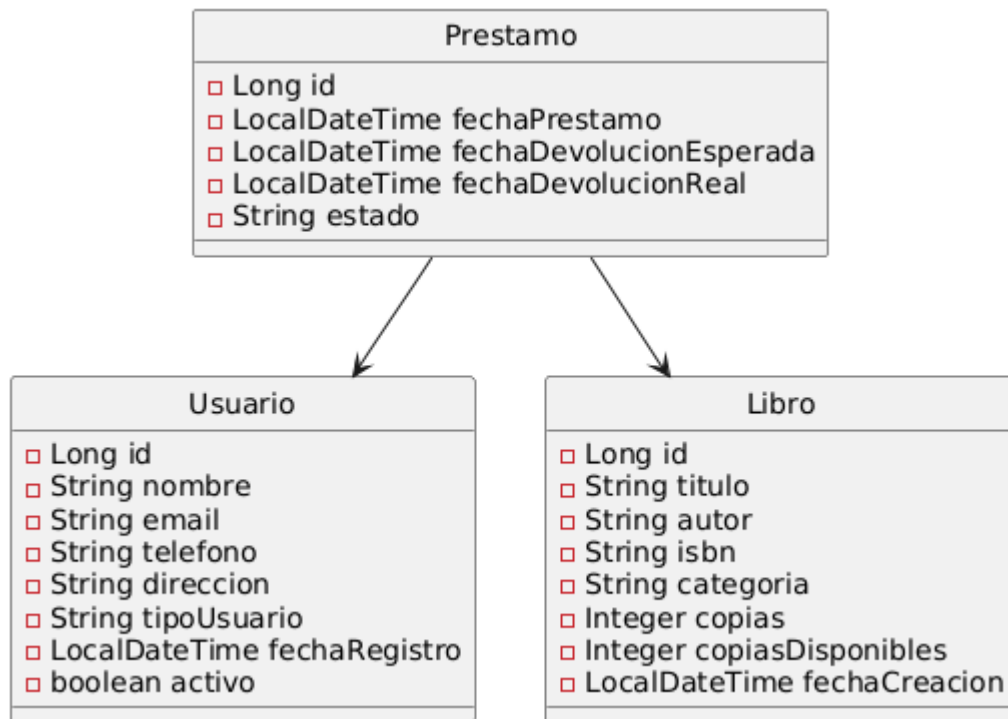 Prestamo
Long id
LocalDateTime fechaPrestamo
LocalDateTime fechaDevolucionEsperada
LocalDateTime fechaDevolucionReal
String estado
Usuario
Long id
String nombre
String email
String telefono
String direccion
String tipoUsuario
LocalDateTime fechaRegistro
boolean activo
Libro
Long id
String titulo
String autor
String isbn
String categoria
Integer copias
Integer copiasDisponibles
LocalDateTime fechaCreacion